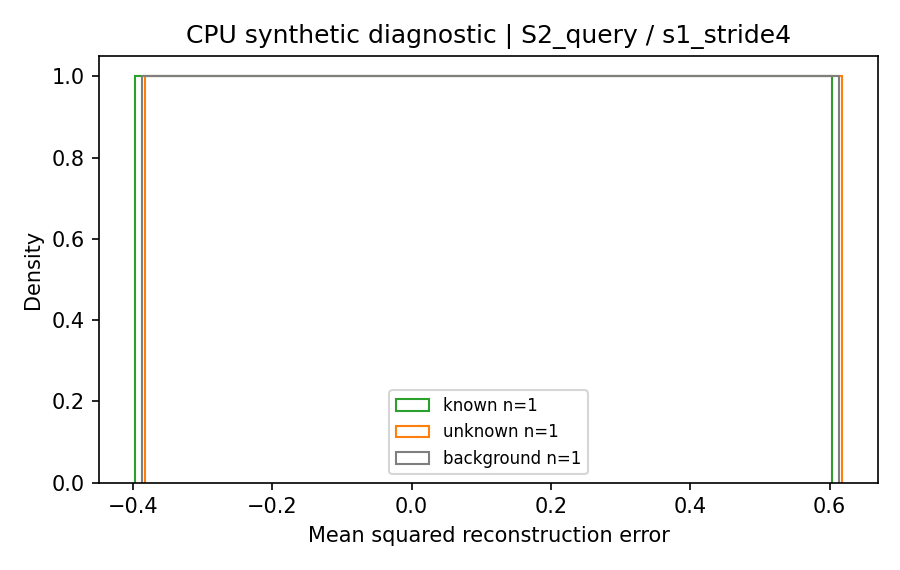 CPU synthetic diagnostic | S2_query / s1_stride4
1.0
0.8
0.6
0.4
0.2
0.0
Density
known n=1
unknown n=1
background n=1
−0.4
−0.2
0.0
0.2
0.4
0.6
Mean squared reconstruction error